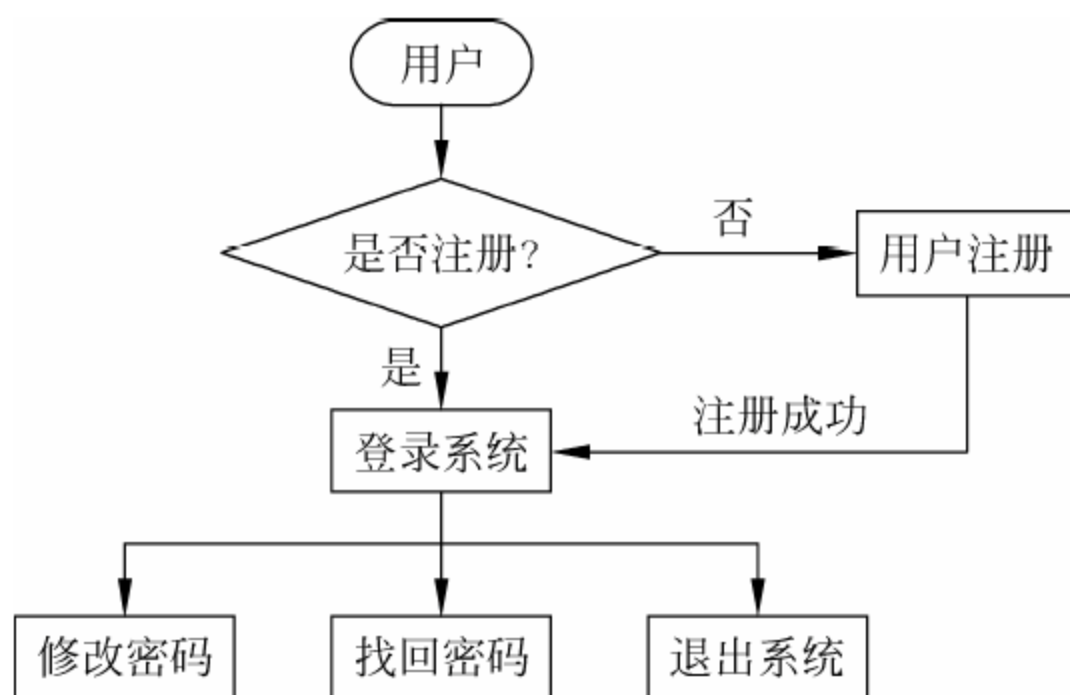 用户
是否注册?
否
用户注册
是
登录系统
注册成功
修改密码
找回密码
退出系统